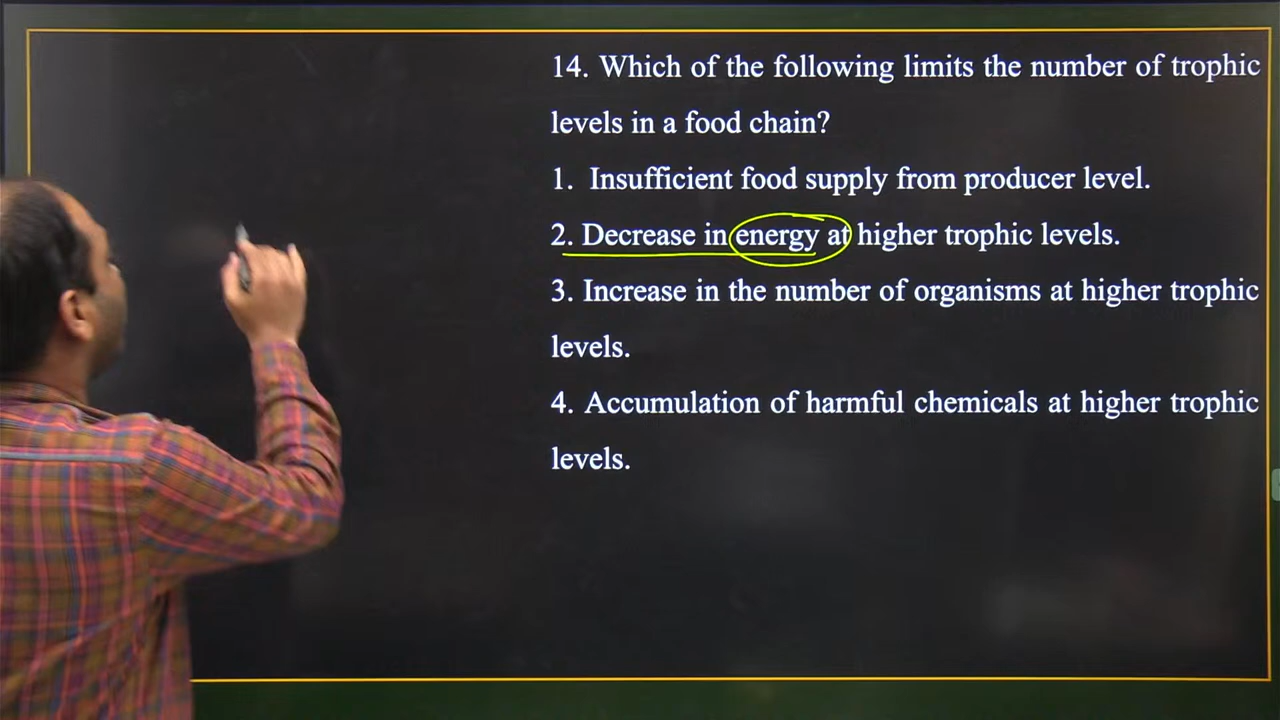 14. Which of the following limits the number of trophic
levels in a food chain?
1. Insufficient food supply from producer level.
2. Decrease in energy at higher trophic levels.
3. Increase in the number of organisms at higher trophic
levels.
4. Accumulation of harmful chemicals at higher trophic
levels.